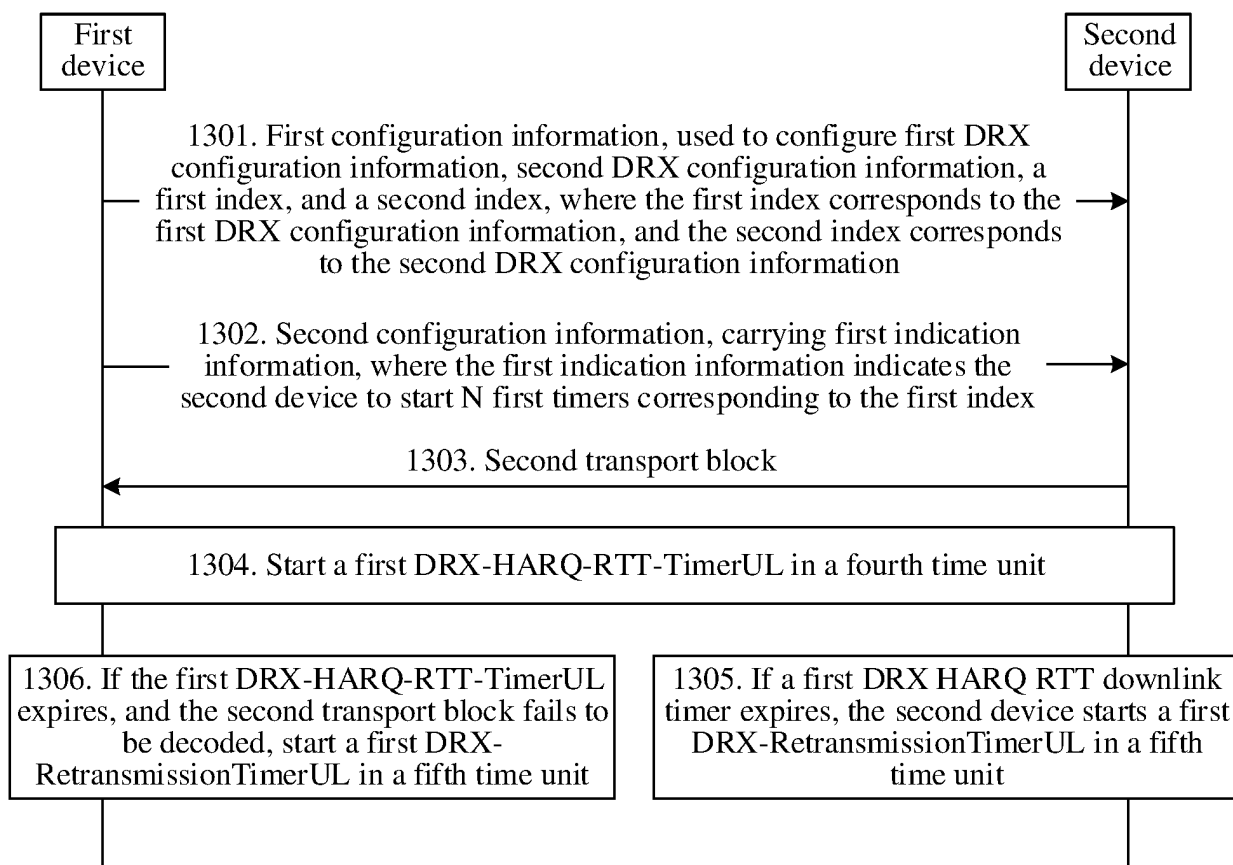 First
device
Second
device
1301. First configuration information, used to configure first DRX
configuration information, second DRX configuration information, a
first index, and a second index, where the first index corresponds to the
first DRX configuration information, and the second index corresponds
to the second DRX configuration information
1302. Second configuration information, carrying first indication
information, where the first indication information indicates the
second device to start N first timers corresponding to the first index
1303. Second transport block
1304. Start a first DRX-HARQ-RTT-TimerUL in a fourth time unit
1306. If the first DRX-HARQ-RTT-TimerUL
expires, and the second transport block fails to
be decoded, start a first DRX-
RetransmissionTimerUL in a fifth time unit
1305. If a first DRX HARQ RTT downlink
timer expires, the second device starts a first
DRX-RetransmissionTimerUL in a fifth
time unit